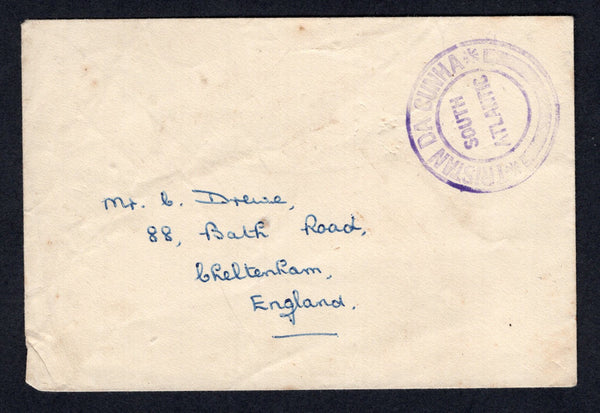 TRISTAN DA CUNHA
SOUTH
ATLANTIC
Mr. C. Drewe,
88, Bath Road,
Cheltenham,
England.